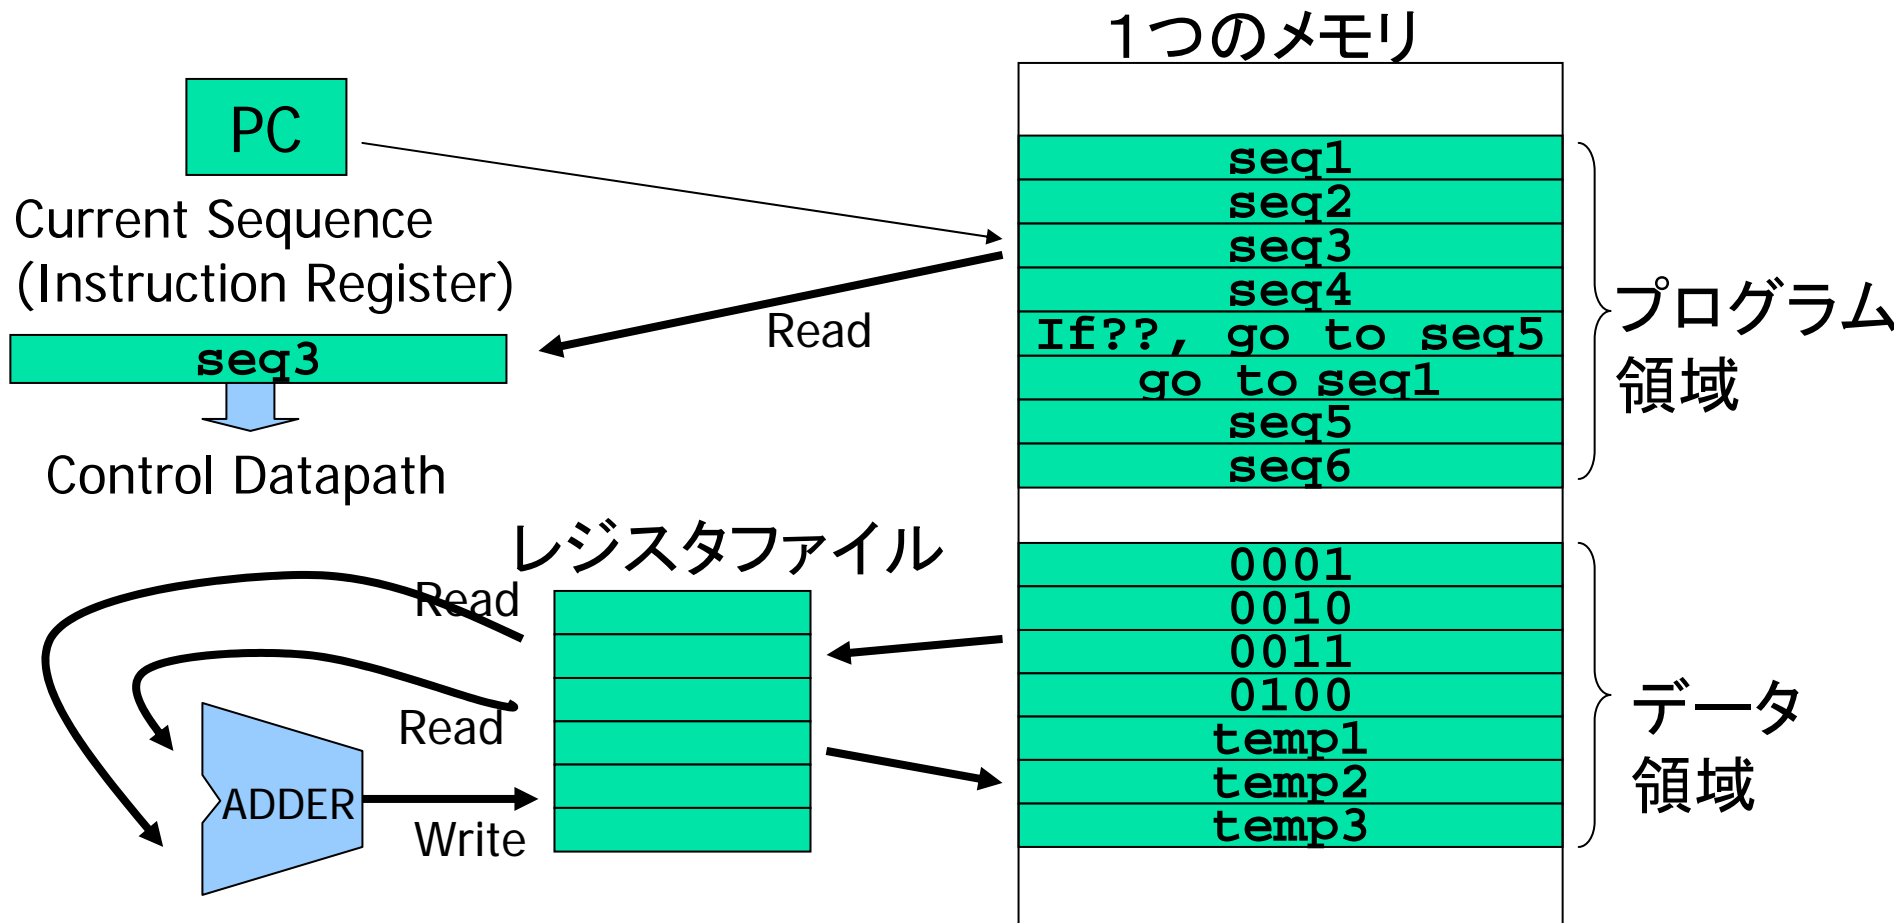 １つのメモリ
PC
Current Sequence
(Instruction Register)
seq3
Control Datapath
Read
seq1
seq2
seq3
seq4
If??, go to seq5
go to seq1
seq5
seq6
プログラム
領域
レジスタファイル
Read
Read
ADDER
Write
0001
0010
0011
0100
temp1
temp2
temp3
データ
領域